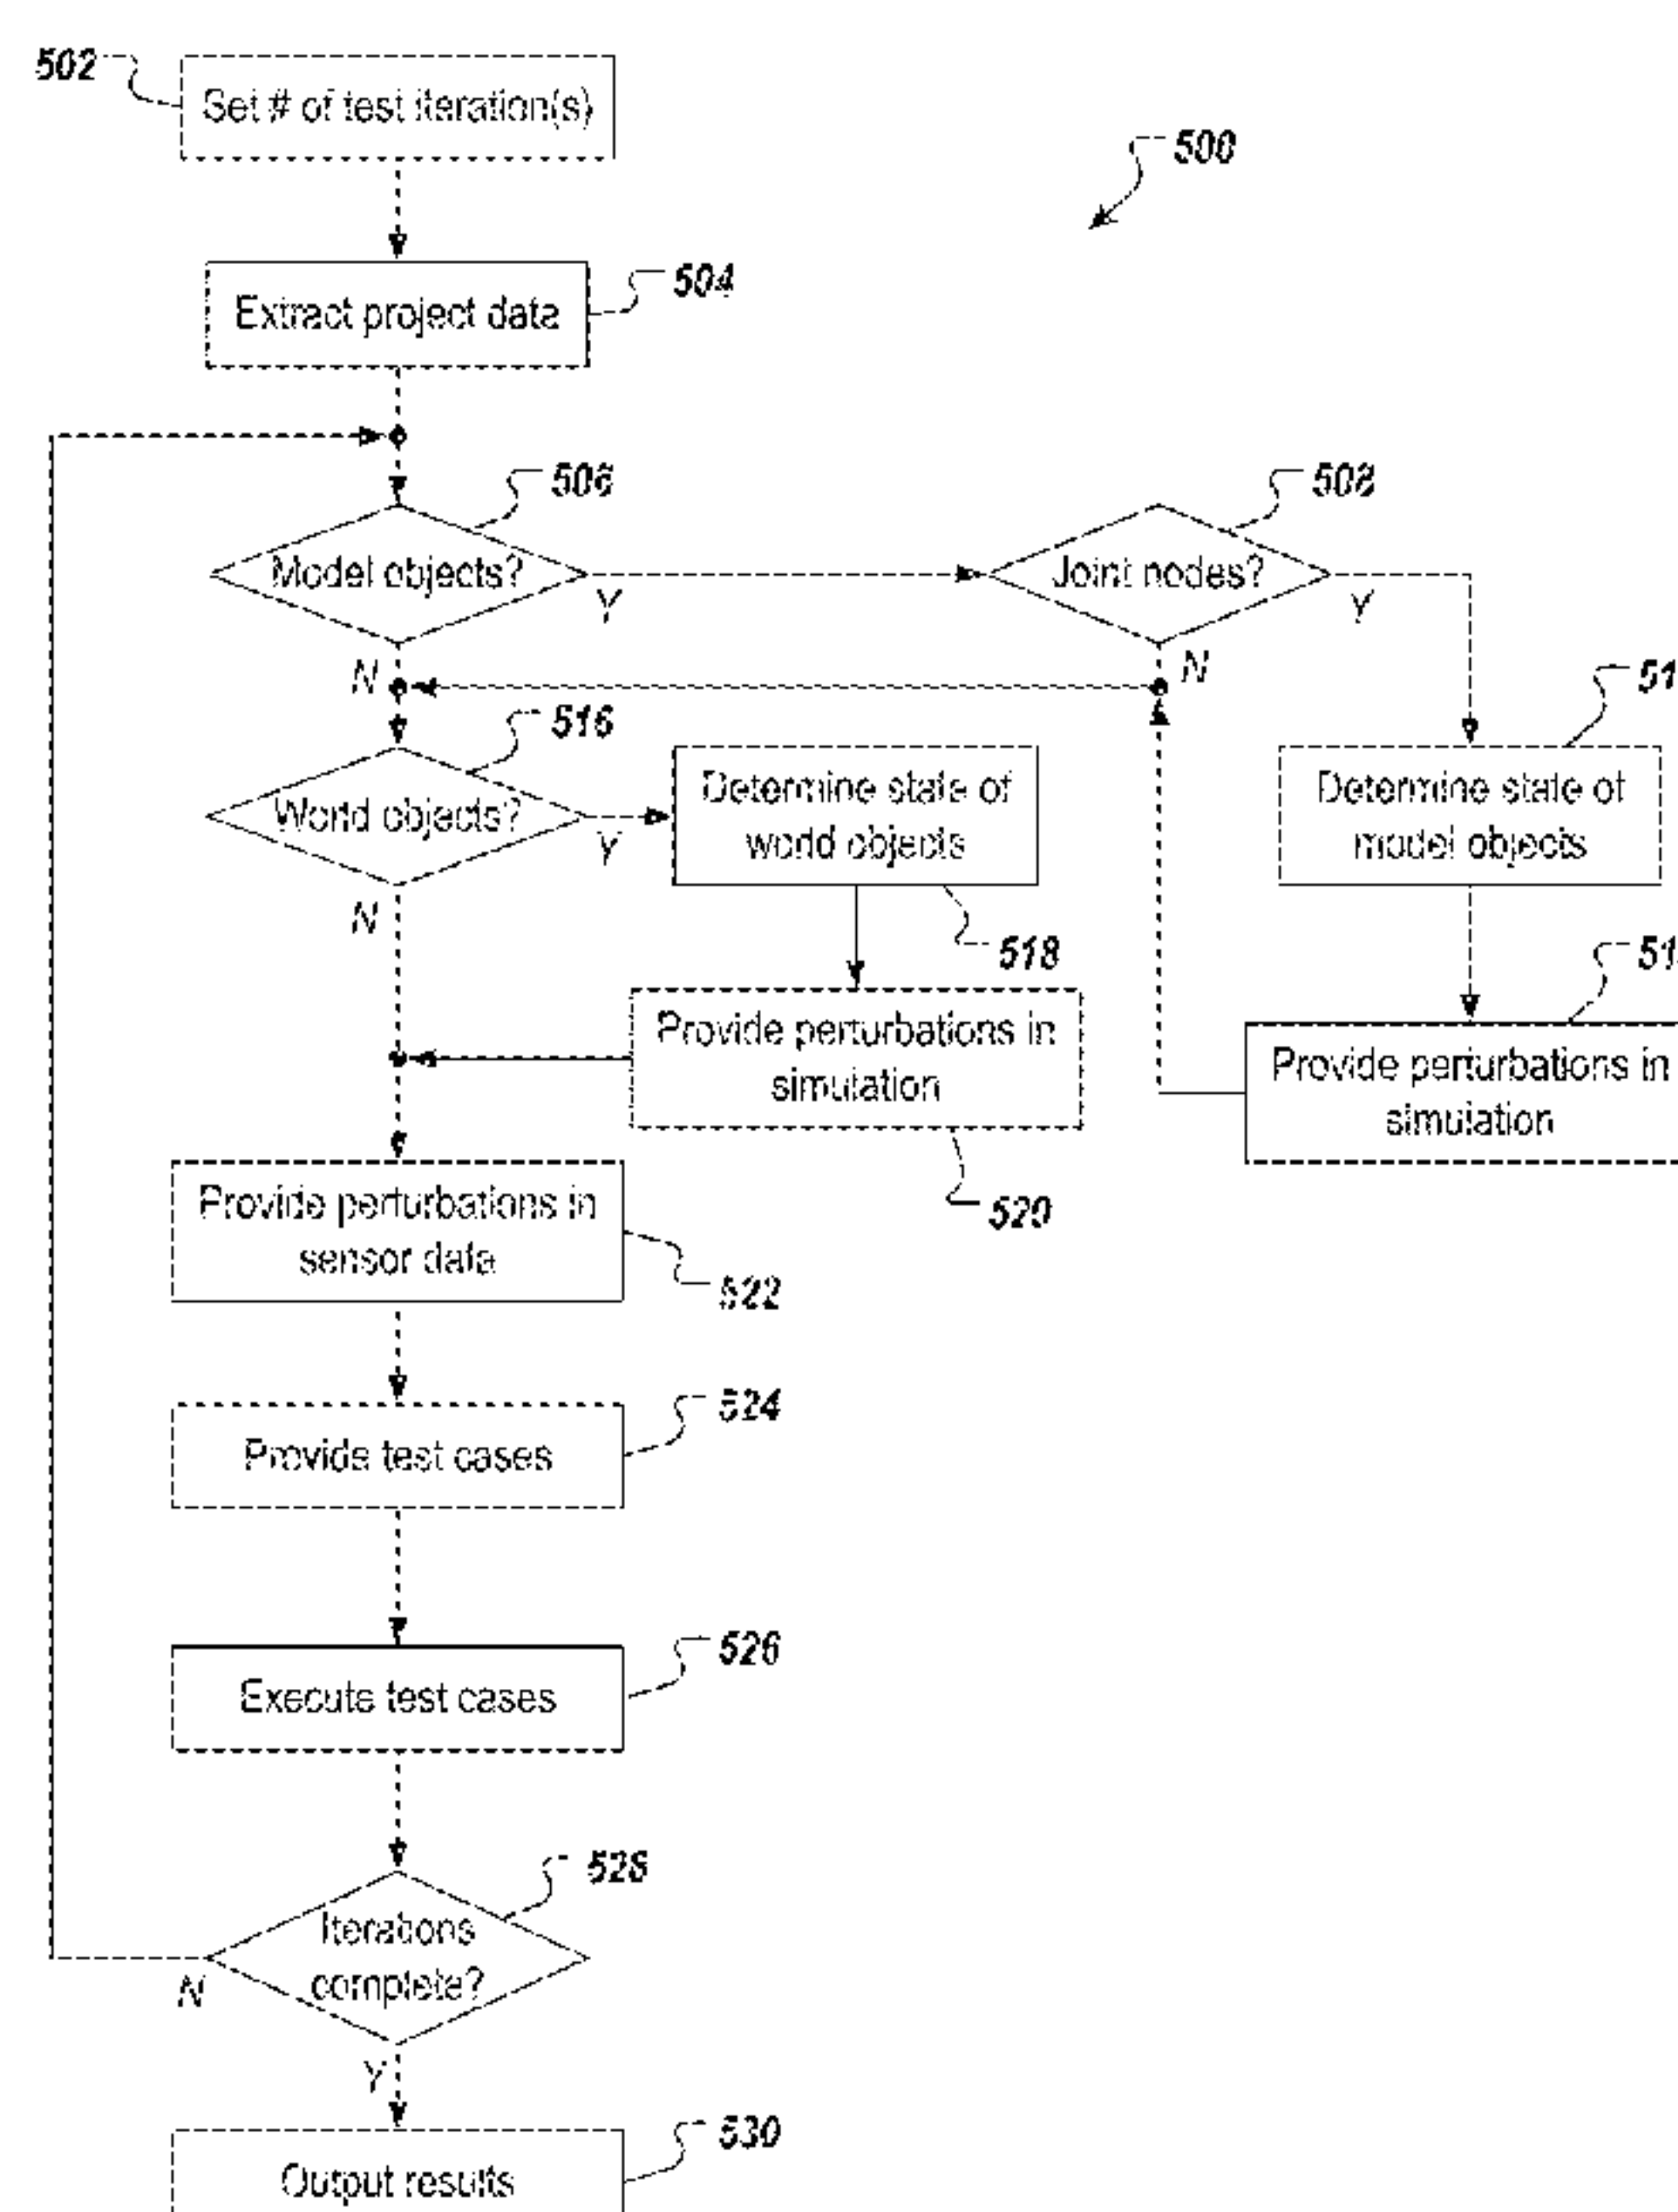 502
Set # of test iteration(s)
500
504
Extract project data
506
Model objects?
Y
N
508
Joint nodes?
Y
N
516
World objects?
Y
N
Determine state of
world objects
518
Determine state of
model objects
Provide perturbations in
simulation
520
Provide perturbations in
simulation
Provide perturbations in
sensor data
522
524
Provide test cases
526
Execute test cases
528
Iterations
complete?
N
Y
530
Output results